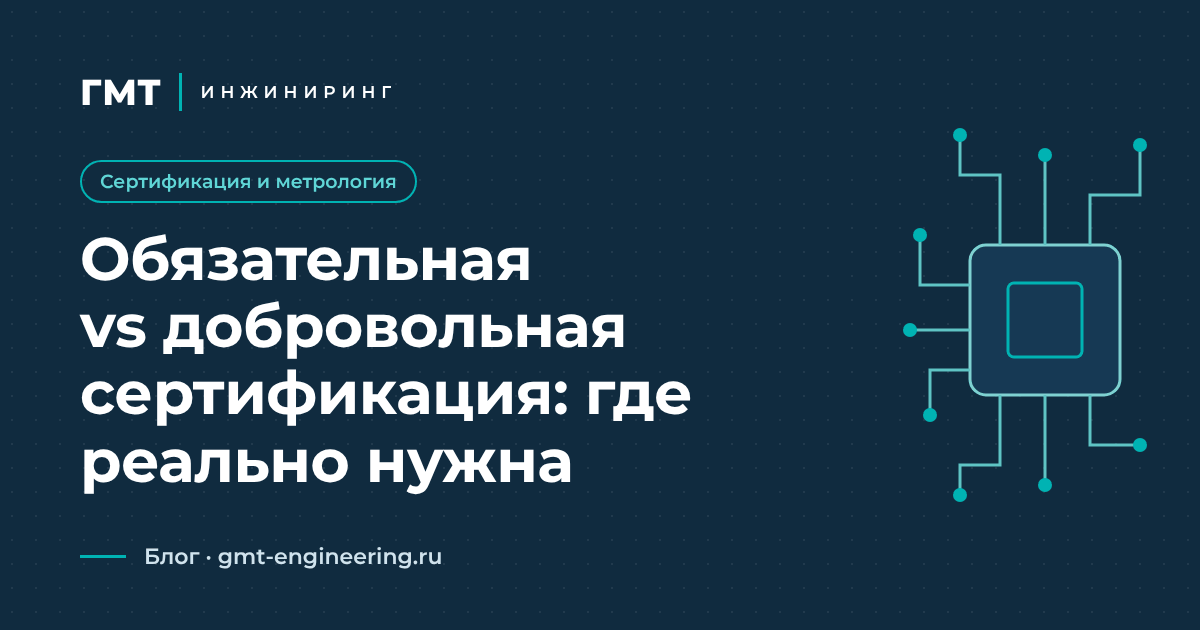 ГМТ | ИНЖИНИРИНГ
Сертификация и метрология
Обязательная
vs добровольная
сертификация: где
реально нужна
Блог · gmt-engineering.ru